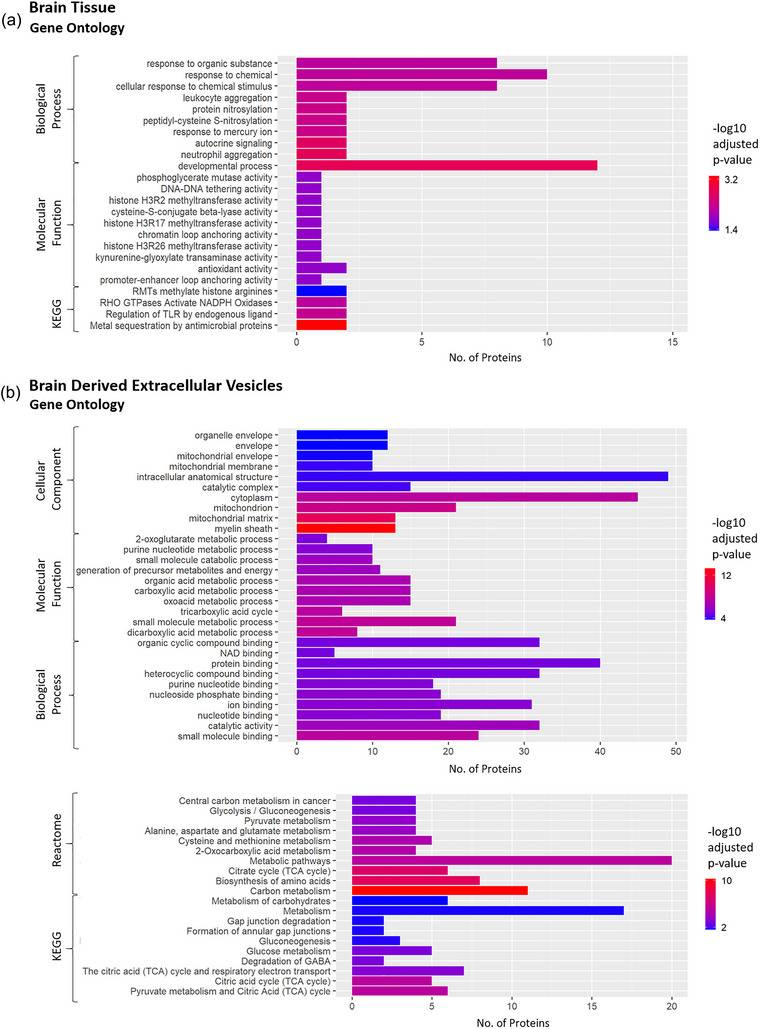 (a)
Brain Tissue
Gene Ontology
Biological
Process
response to organic substance
response to chemical
cellular response to chemical stimulus
leukocyte aggregation
protein nitrosylation
peptidyl-cysteine S-nitrosylation
response to mercury ion
autocrine signaling
neutrophil aggregation
developmental process
Molecular
Function
phosphoglycerate mutase activity
DNA-DNA tethering activity
histone H3R2 methyltransferase activity
cysteine-S-conjugate beta-lyase activity
histone H3R17 methyltransferase activity
chromatin loop anchoring activity
histone H3R26 methyltransferase activity
kynurenine-glyoxylate transaminase activity
antioxidant activity
promoter-enhancer loop anchoring activity
KEGG
RMTs methylate histone arginines
RHO GTPases Activate NADPH Oxidases
Regulation of TLR by endogenous ligand
Metal sequestration by antimicrobial proteins
0 5 10 15
No. of Proteins
-log10
adjusted
p-value
3.2
1.4
(b)
Brain Derived Extracellular Vesicles
Gene Ontology
Cellular
Component
organelle envelope
envelope
mitochondrial envelope
mitochondrial membrane
intracellular anatomical structure
catalytic complex
cytoplasm
mitochondrion
mitochondrial matrix
myelin sheath
Molecular
Function
2-oxoglutarate metabolic process
purine nucleotide metabolic process
small molecule catabolic process
generation of precursor metabolites and energy
organic acid metabolic process
carboxylic acid metabolic process
oxoacid metabolic process
tricarboxylic acid cycle
small molecule metabolic process
dicarboxylic acid metabolic process
Biological
Process
organic cyclic compound binding
NAD binding
protein binding
heterocyclic compound binding
purine nucleotide binding
nucleoside phosphate binding
ion binding
nucleotide binding
catalytic activity
small molecule binding
0 10 20 30 40 50
No. of Proteins
-log10
adjusted
p-value
12
4
Reactome
Central carbon metabolism in cancer
Glycolysis / Gluconeogenesis
Pyruvate metabolism
Alanine, aspartate and glutamate metabolism
Cysteine and methionine metabolism
2-Oxocarboxylic acid metabolism
Metabolic pathways
Citrate cycle (TCA cycle)
Biosynthesis of amino acids
Carbon metabolism
KEGG
Metabolism of carbohydrates
Metabolism
Gap junction degradation
Formation of annular gap junctions
Gluconeogenesis
Glucose metabolism
Degradation of GABA
The citric acid (TCA) cycle and respiratory electron transport
Citric acid cycle (TCA cycle)
Pyruvate metabolism and Citric Acid (TCA) cycle
0 5 10 15 20
No. of Proteins
-log10
adjusted
p-value
10
2